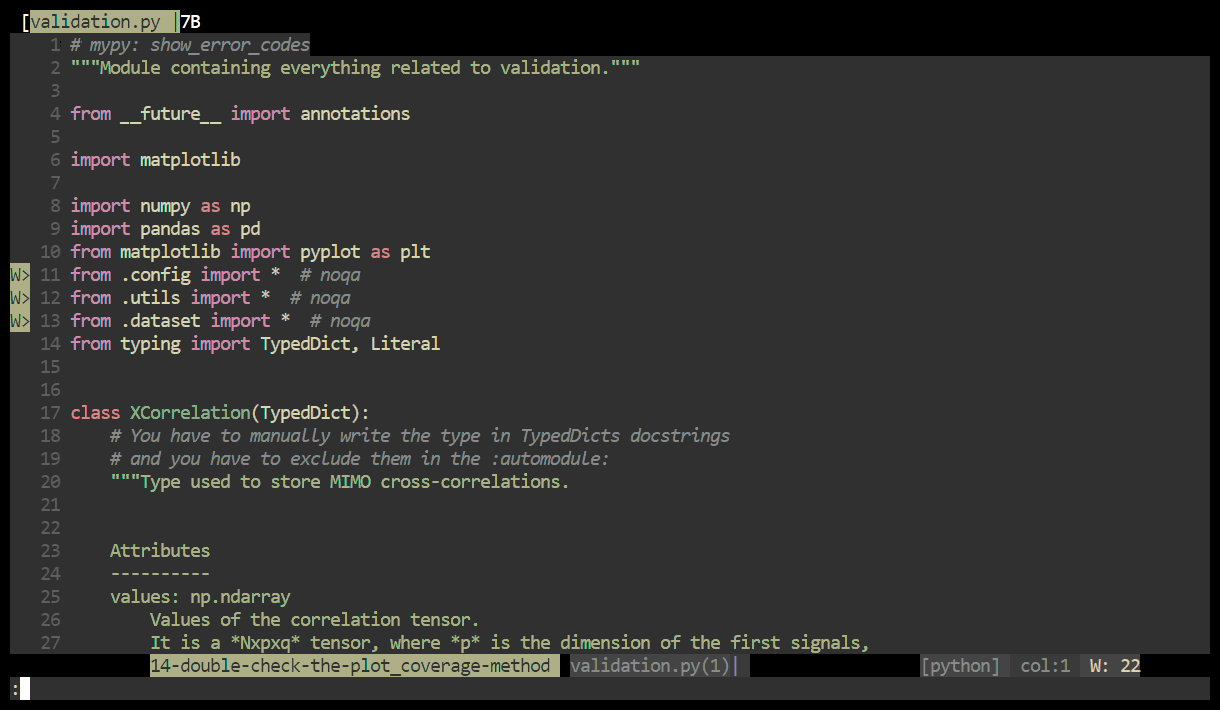 [validation.py |7B
1 # mypy: show_error_codes
2 """Module containing everything related to validation."""
3
4 from __future__ import annotations
5
6 import matplotlib
7
8 import numpy as np
9 import pandas as pd
10 from matplotlib import pyplot as plt
W> 11 from .config import *  # noqa
W> 12 from .utils import *  # noqa
W> 13 from .dataset import *  # noqa
14 from typing import TypedDict, Literal
15
16
17 class XCorrelation(TypedDict):
18     # You have to manually write the type in TypedDicts docstrings
19     # and you have to exclude them in the :automodule:
20     """Type used to store MIMO cross-correlations.
21
22
23     Attributes
24     ----------
25     values: np.ndarray
26         Values of the correlation tensor.
27         It is a *Nxpxq* tensor, where *p* is the dimension of the first signals,
14-double-check-the-plot_coverage-method validation.py(1)| [python] col:1 W: 22
: